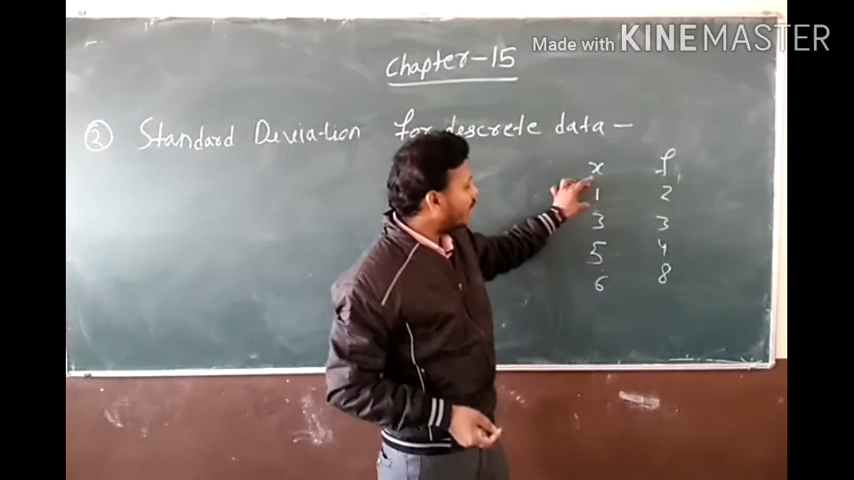 Made with KINEMASTER
Chapter-15
② Standard Deviation for descrete data –
x f
1 2
3 3
5 4
6 8